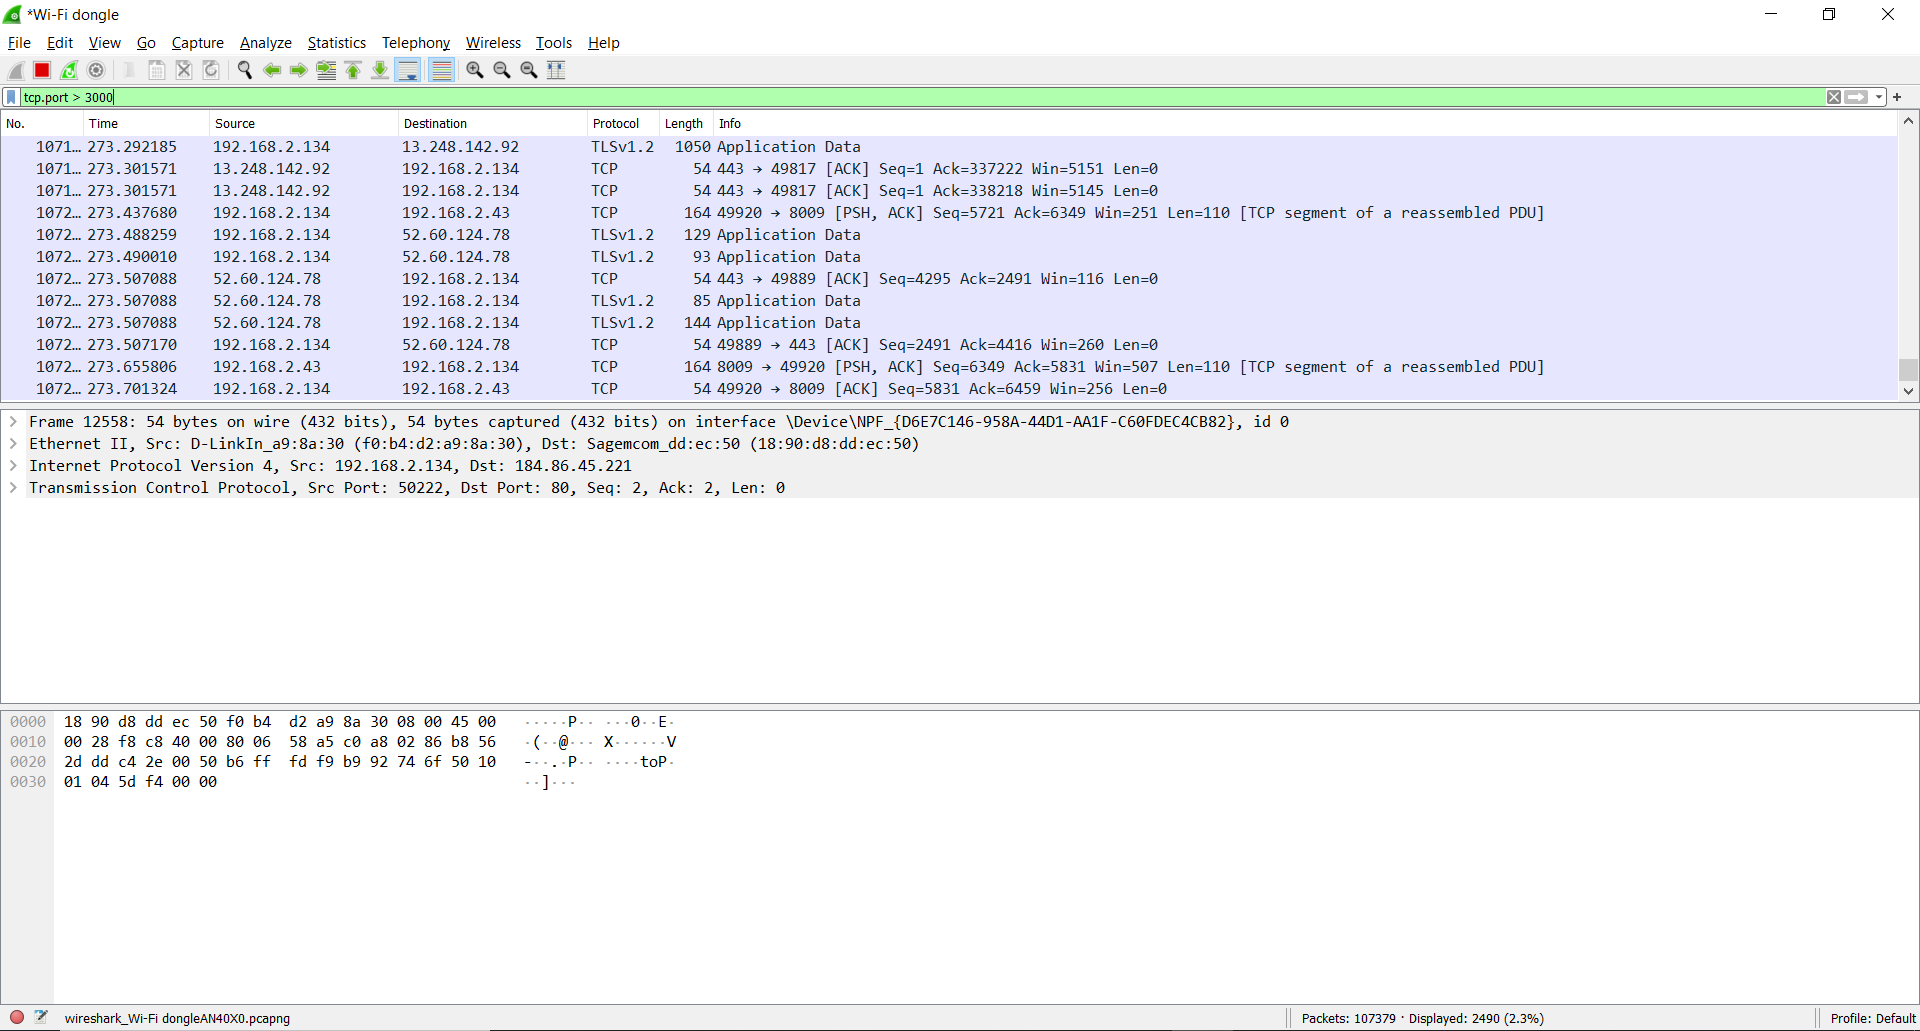 *Wi-Fi dongle
File Edit View Go Capture Analyze Statistics Telephony Wireless Tools Help
tcp.port > 3000
No. Time Source Destination Protocol Length Info
1071… 273.292185 192.168.2.134 13.248.142.92 TLSv1.2 1050 Application Data
1071… 273.301571 13.248.142.92 192.168.2.134 TCP 54 443 → 49817 [ACK] Seq=1 Ack=337222 Win=5151 Len=0
1071… 273.301571 13.248.142.92 192.168.2.134 TCP 54 443 → 49817 [ACK] Seq=1 Ack=338218 Win=5145 Len=0
1072… 273.437680 192.168.2.134 192.168.2.43 TCP 164 49920 → 8009 [PSH, ACK] Seq=5721 Ack=6349 Win=251 Len=110 [TCP segment of a reassembled PDU]
1072… 273.488259 192.168.2.134 52.60.124.78 TLSv1.2 129 Application Data
1072… 273.490010 192.168.2.134 52.60.124.78 TLSv1.2 93 Application Data
1072… 273.507088 52.60.124.78 192.168.2.134 TCP 54 443 → 49889 [ACK] Seq=4295 Ack=2491 Win=116 Len=0
1072… 273.507088 52.60.124.78 192.168.2.134 TLSv1.2 85 Application Data
1072… 273.507088 52.60.124.78 192.168.2.134 TLSv1.2 144 Application Data
1072… 273.507170 192.168.2.134 52.60.124.78 TCP 54 49889 → 443 [ACK] Seq=2491 Ack=4416 Win=260 Len=0
1072… 273.655806 192.168.2.43 192.168.2.134 TCP 164 8009 → 49920 [PSH, ACK] Seq=6349 Ack=5831 Win=507 Len=110 [TCP segment of a reassembled PDU]
1072… 273.701324 192.168.2.134 192.168.2.43 TCP 54 49920 → 8009 [ACK] Seq=5831 Ack=6459 Win=256 Len=0
Frame 12558: 54 bytes on wire (432 bits), 54 bytes captured (432 bits) on interface \Device\NPF_{D6E7C146-958A-44D1-AA1F-C60FDEC4CB82}, id 0
Ethernet II, Src: D-LinkIn_a9:8a:30 (f0:b4:d2:a9:8a:30), Dst: Sagemcom_dd:ec:50 (18:90:d8:dd:ec:50)
Internet Protocol Version 4, Src: 192.168.2.134, Dst: 184.86.45.221
Transmission Control Protocol, Src Port: 50222, Dst Port: 80, Seq: 2, Ack: 2, Len: 0
0000 18 90 d8 dd ec 50 f0 b4 d2 a9 8a 30 08 00 45 00 ·····P·· ···0··E·
0010 00 28 f8 c8 40 00 80 06 58 a5 c0 a8 02 86 b8 56 ·(··@··· X······V
0020 2d dd c4 2e 00 50 b6 ff fd f9 b9 92 74 6f 50 10 -··.·P·· ····toP·
0030 01 04 5d f4 00 00 ··]···
wireshark_Wi-Fi dongleAN40X0.pcapng Packets: 107379 · Displayed: 2490 (2.3%) Profile: Default